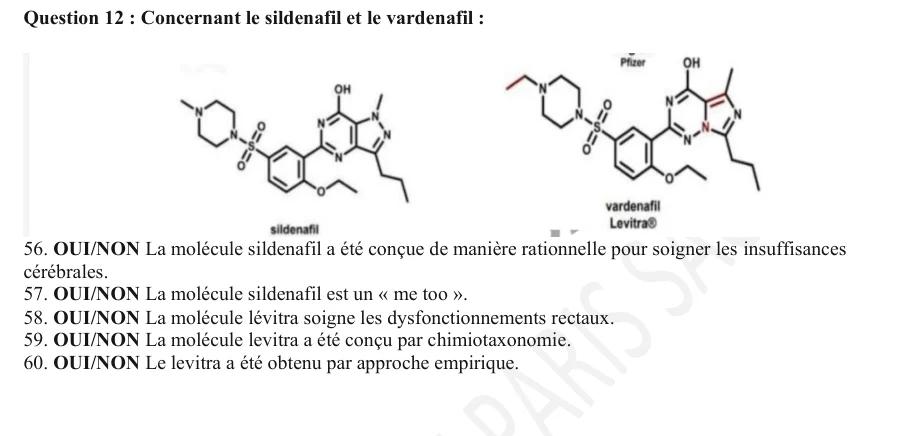 Question 12 : Concernant le sildenafil et le vardenafil :
Pfizer
OH
OH
N
N
N
N
N
N
N
N
N
N
N
N
O
S
O
O
O
S
O
O
sildenafil
vardenafil
Levitra®
56. OUI/NON La molécule sildenafil a été conçue de manière rationnelle pour soigner les insuffisances
cérébrales.
57. OUI/NON La molécule sildenafil est un « me too ».
58. OUI/NON La molécule lévitra soigne les dysfonctionnements rectaux.
59. OUI/NON La molécule levitra a été conçu par chimiotaxonomie.
60. OUI/NON Le levitra a été obtenu par approche empirique.
PARIS